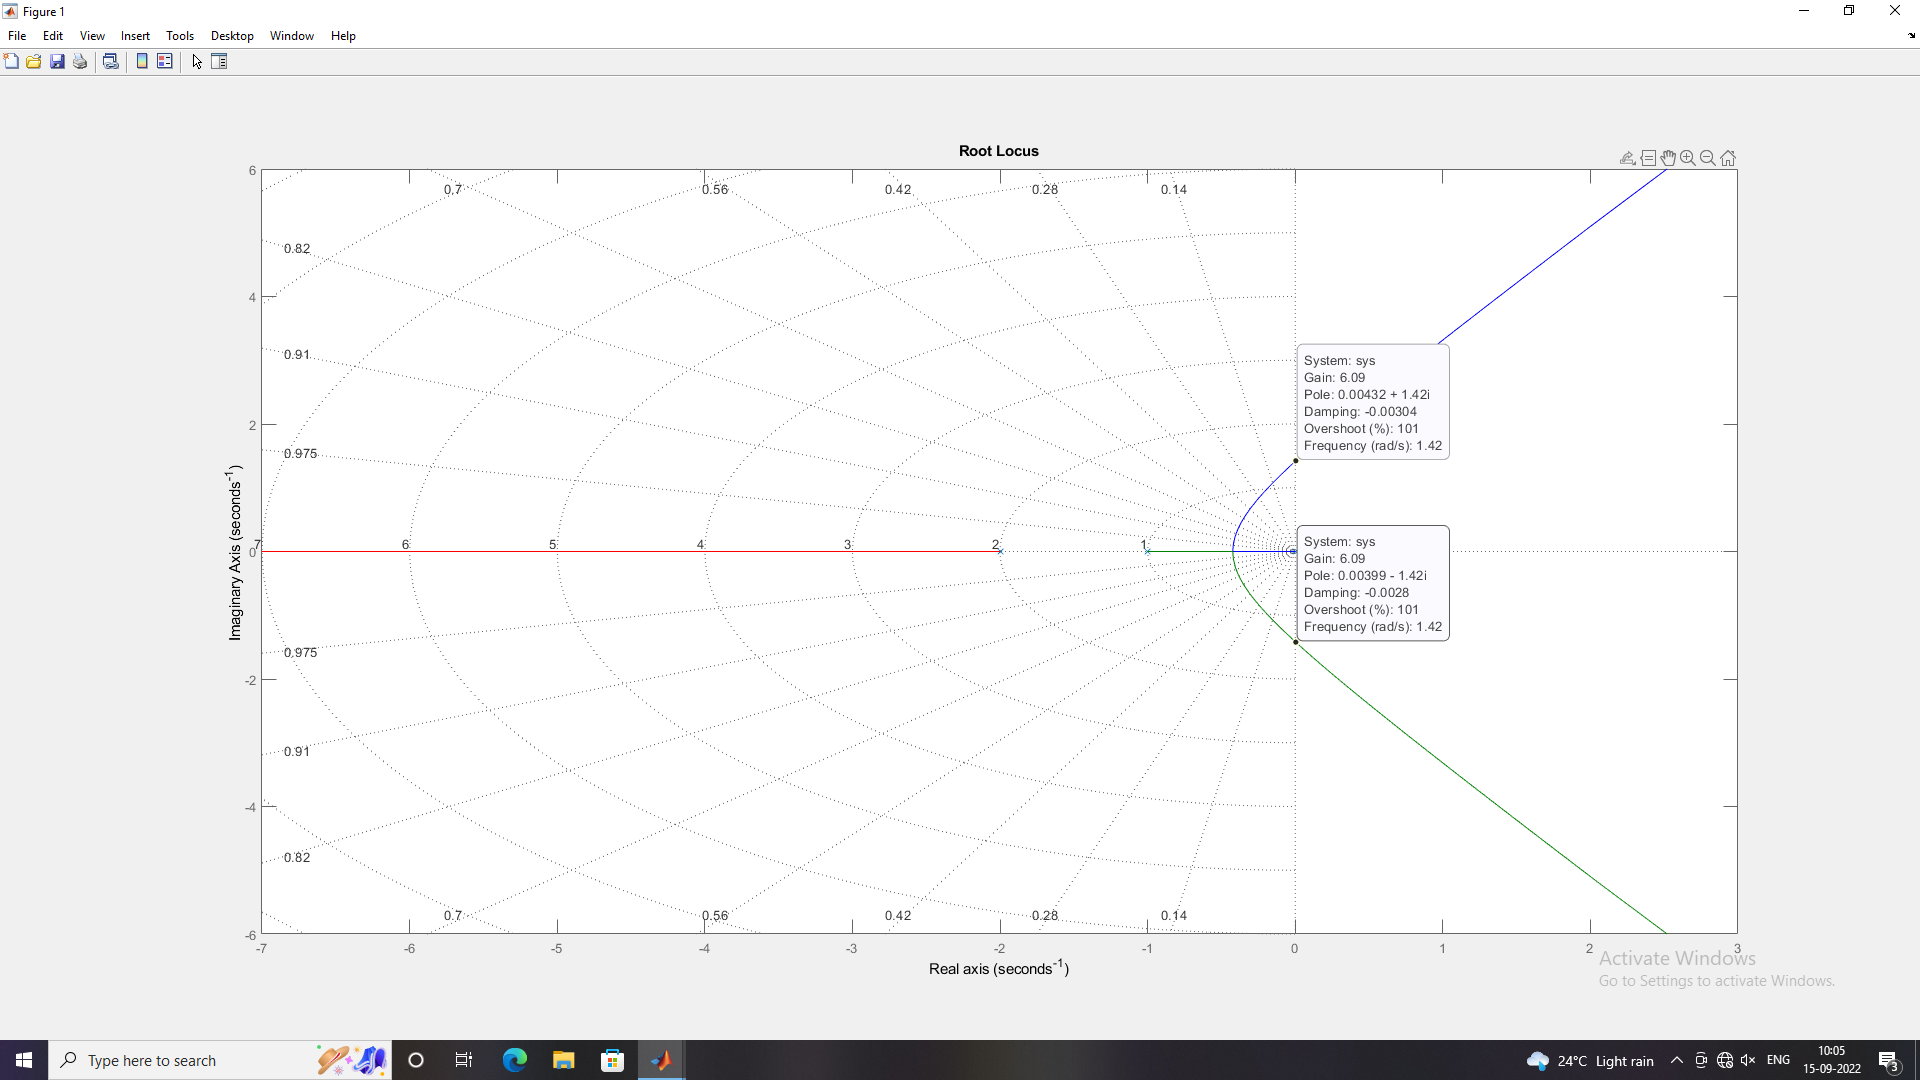 Figure 1
File Edit View Insert Tools Desktop Window Help
Root Locus
6
0.7 0.56 0.42 0.28 0.14
0.82
4
0.91
System: sys
Gain: 6.09
Pole: 0.00432 + 1.42i
Damping: -0.00304
Overshoot (%): 101
Frequency (rad/s): 1.42
2
0.975
Imaginary Axis (seconds-1)
0
7 6 5 4 3 2 1
System: sys
Gain: 6.09
Pole: 0.00399 - 1.42i
Damping: -0.0028
Overshoot (%): 101
Frequency (rad/s): 1.42
0.975
-2
0.91
-4
0.82
0.7 0.56 0.42 0.28 0.14
-6
-7 -6 -5 -4 -3 -2 -1 0 1 2 3
Real axis (seconds-1)
Activate Windows
Go to Settings to activate Windows.
Type here to search
24°C Light rain
ENG
10:05
15-09-2022
3